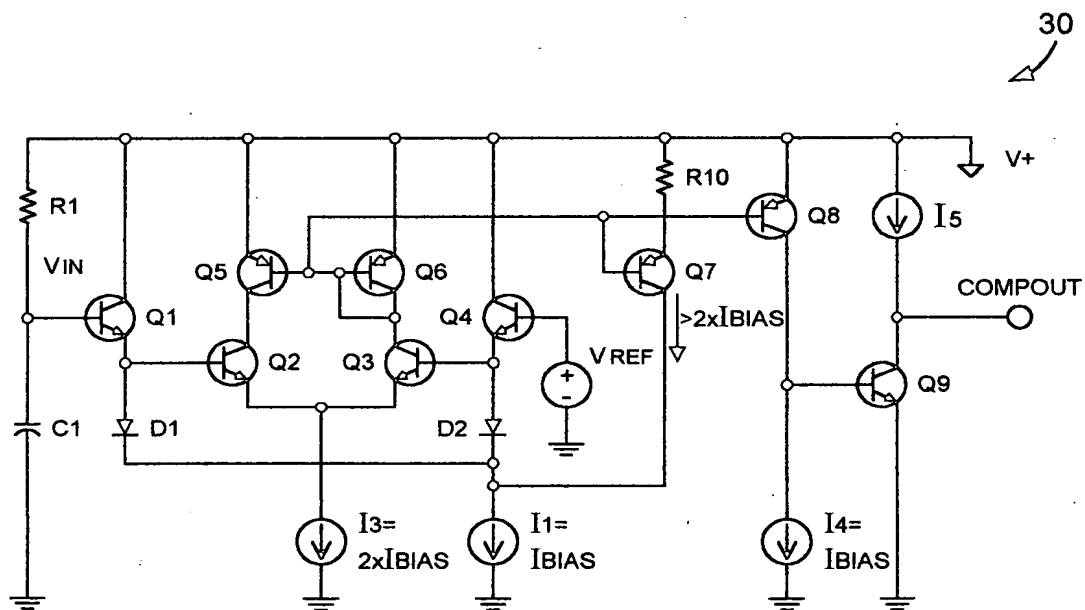 30
V+
R1
R10
Q8
I5
VIN
Q5
Q6
Q7
COMPOUT
Q1
Q4
>2xIBIAS
Q2
Q3
VREF
+
-
Q9
C1
D1
D2
I3=
2xIBIAS
I1=
IBIAS
I4=
IBIAS